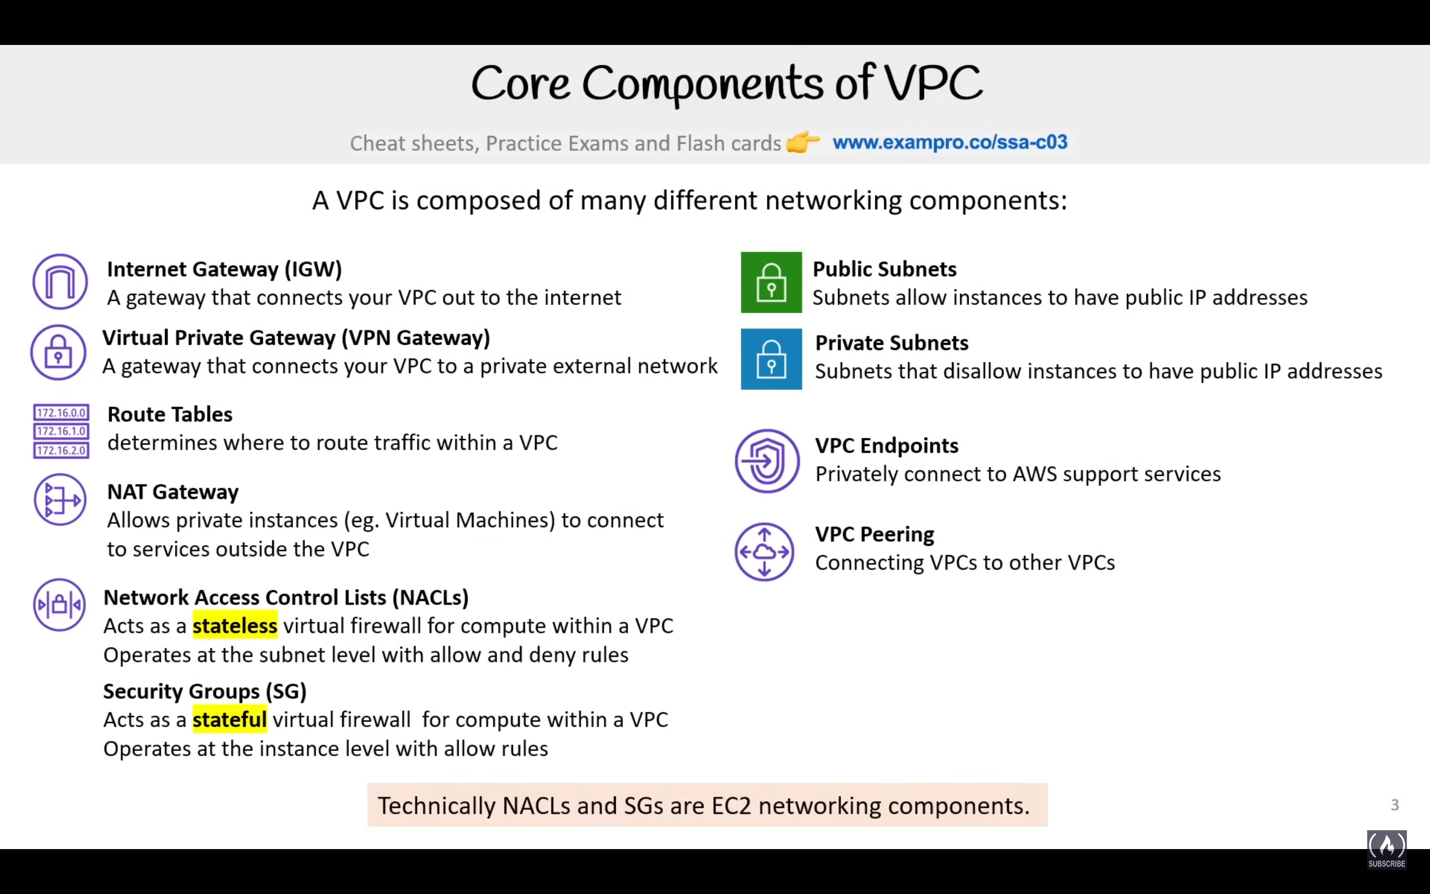 Core Components of VPC
Cheat sheets, Practice Exams and Flash cards 👉 www.exampro.co/ssa-c03
A VPC is composed of many different networking components:
Internet Gateway (IGW)
A gateway that connects your VPC out to the internet
Virtual Private Gateway (VPN Gateway)
A gateway that connects your VPC to a private external network
172.16.0.0
172.16.1.0
172.16.2.0
Route Tables
determines where to route traffic within a VPC
NAT Gateway
Allows private instances (eg. Virtual Machines) to connect
to services outside the VPC
Network Access Control Lists (NACLs)
Acts as a stateless virtual firewall for compute within a VPC
Operates at the subnet level with allow and deny rules
Security Groups (SG)
Acts as a stateful virtual firewall for compute within a VPC
Operates at the instance level with allow rules
Public Subnets
Subnets allow instances to have public IP addresses
Private Subnets
Subnets that disallow instances to have public IP addresses
VPC Endpoints
Privately connect to AWS support services
VPC Peering
Connecting VPCs to other VPCs
Technically NACLs and SGs are EC2 networking components.
3
SUBSCRIBE